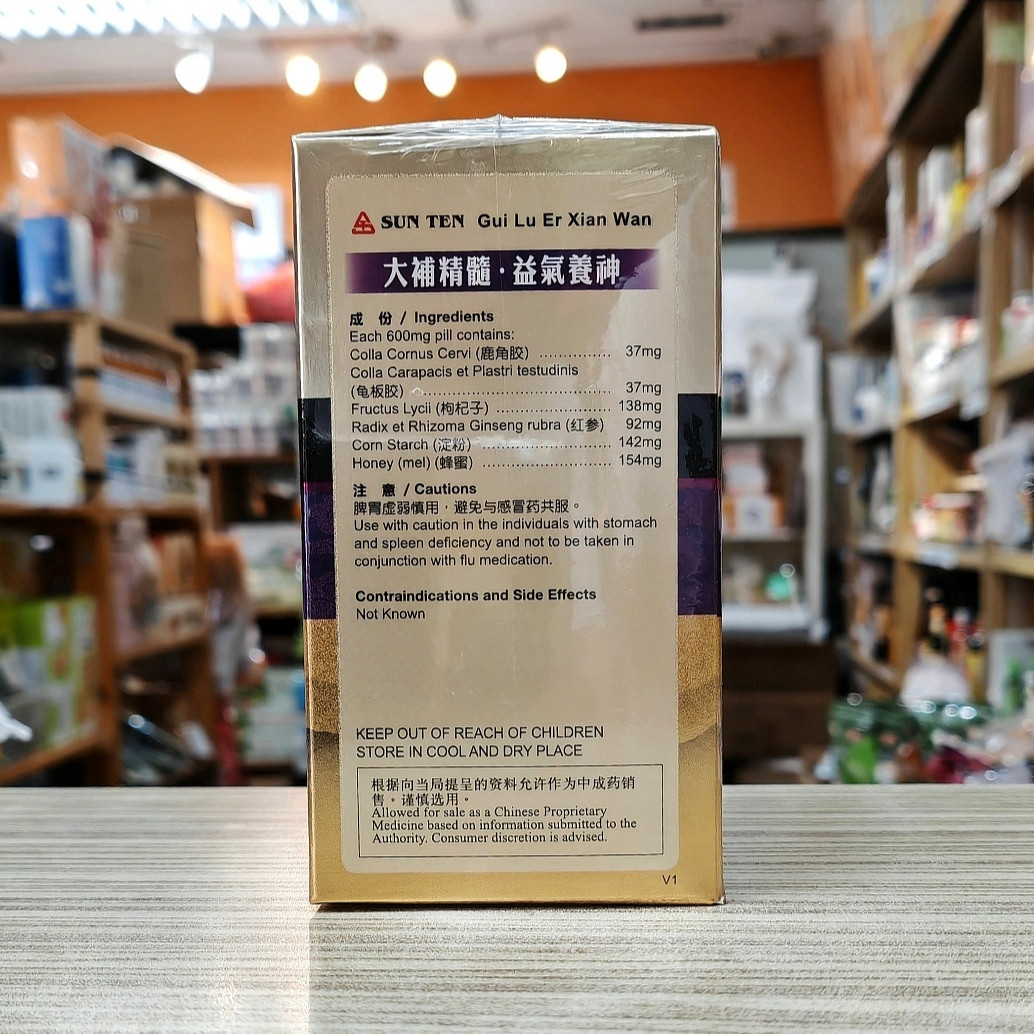 SUN TEN Gui Lu Er Xian Wan
大補精髓·益氣養神
成 份 / Ingredients
Each 600mg pill contains:
Colla Cornus Cervi (鹿角胶) ............... 37mg
Colla Carapacis et Plastri testudinis
(龟板胶) ............................................ 37mg
Fructus Lycii (枸杞子) ........................ 138mg
Radix et Rhizoma Ginseng rubra (红参) 92mg
Corn Starch (淀粉) ........................... 142mg
Honey (mel) (蜂蜜) ........................... 154mg
注 意 / Cautions
脾胃虚弱慎用，避免与感冒药共服。
Use with caution in the individuals with stomach
and spleen deficiency and not to be taken in
conjunction with flu medication.
Contraindications and Side Effects
Not Known
KEEP OUT OF REACH OF CHILDREN
STORE IN COOL AND DRY PLACE
根据向当局提呈的资料允许作为中成药销
售。谨慎选用。
Allowed for sale as a Chinese Proprietary
Medicine based on information submitted to the
Authority. Consumer discretion is advised.
V1